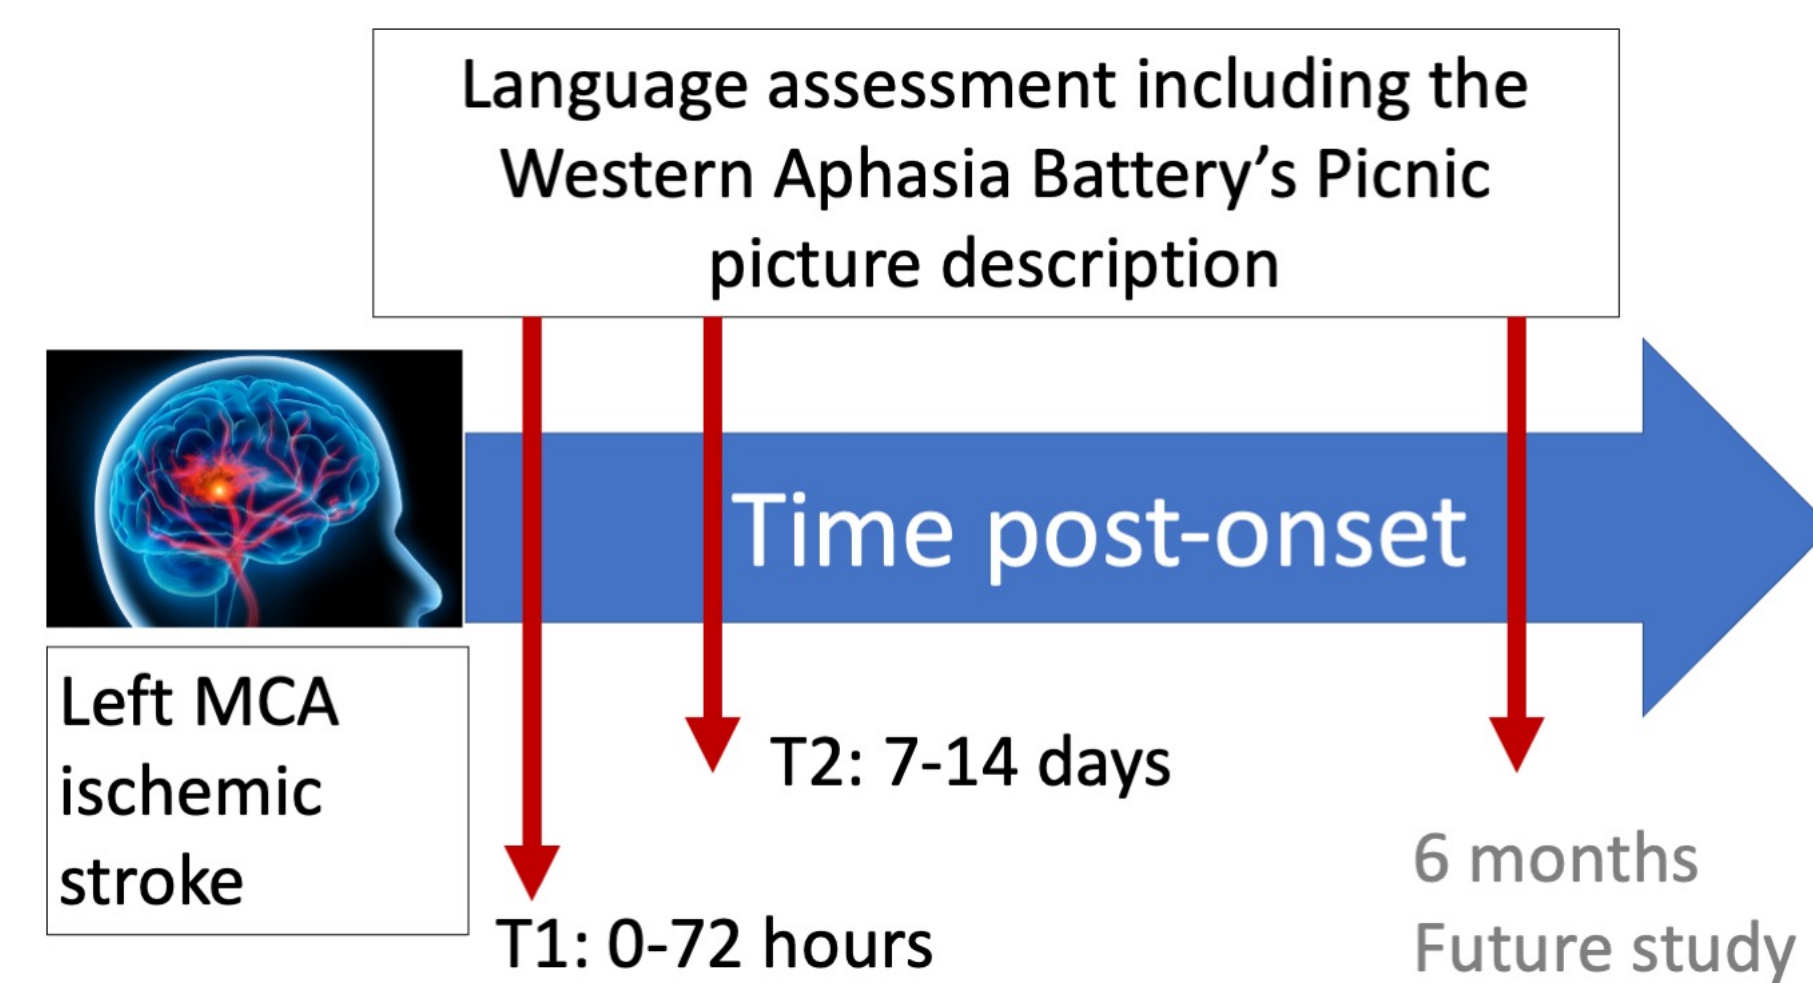 Language assessment including the
Western Aphasia Battery’s Picnic
picture description
Time post-onset
Left MCA
ischemic
stroke
T2: 7-14 days
T1: 0-72 hours
6 months
Future study